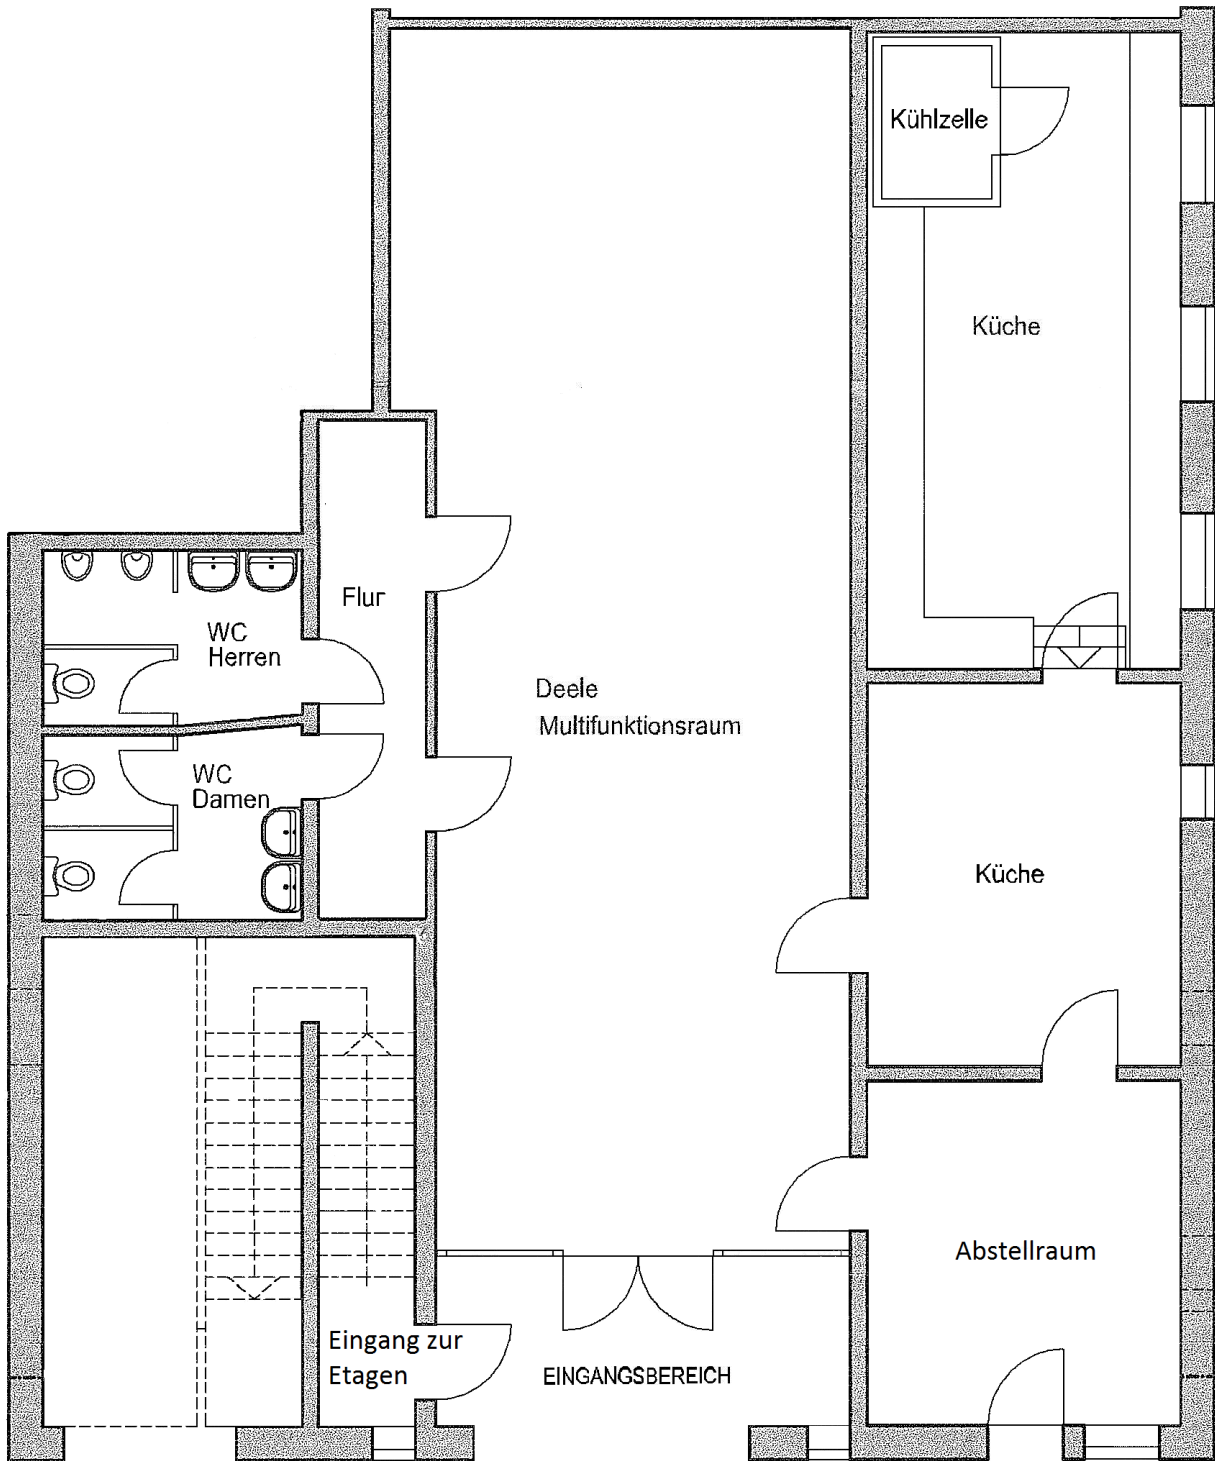 Kühlzelle
Küche
Flur
WC
Herren
Deele
Multifunktionsraum
WC
Damen
Küche
Abstellraum
Eingang zur
Etagen
EINGANGSBEREICH